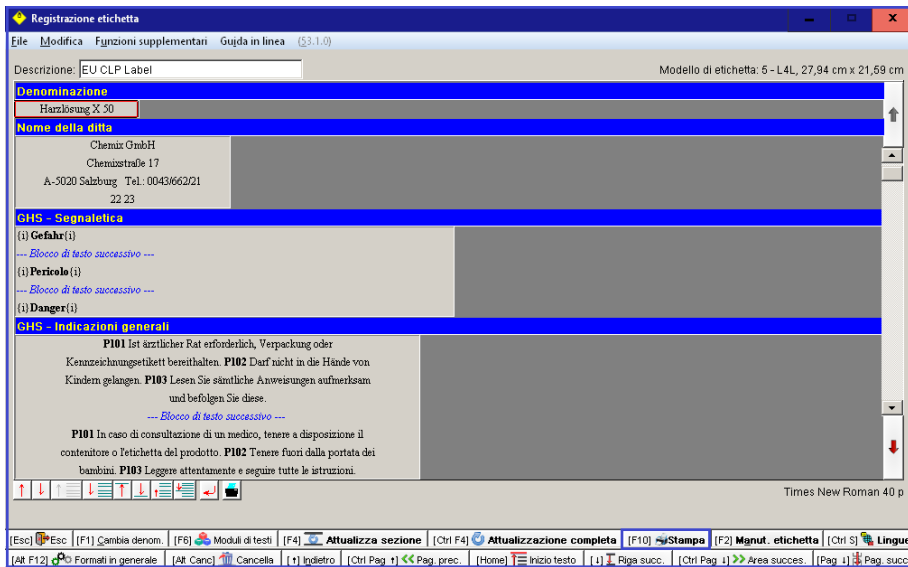 Registrazione etichetta
File Modifica Funzioni supplementari Guida in linea (53.1.0)
Descrizione: EU CLP Label Modello di etichetta: 5 - L4L, 27,94 cm x 21,59 cm
Denominazione
Harzlösung X 50
Nome della ditta
Chemix GmbH
Chemixstraße 17
A-5020 Salzburg Tel.: 0043/662/21
22 23
GHS - Segnaletica
{i}Gefahr{i}
--- Blocco di testo successivo ---
{i}Pericolo{i}
--- Blocco di testo successivo ---
{i}Danger{i}
GHS - Indicazioni generali
P101 Ist ärztlicher Rat erforderlich, Verpackung oder
Kennzeichnungsetikett bereithalten. P102 Darf nicht in die Hände von
Kindern gelangen. P103 Lesen Sie sämtliche Anweisungen aufmerksam
und befolgen Sie diese.
--- Blocco di testo successivo ---
P101 In caso di consultazione di un medico, tenere a disposizione il
contenitore o l'etichetta del prodotto. P102 Tenere fuori dalla portata dei
bambini. P103 Leggere attentamente e seguire tutte le istruzioni.
Times New Roman 40 p
[Esc] Esc [F1] Cambia denom. [F6] Moduli di testi [F4] Attualizza sezione [Ctrl F4] Attualizzazione completa [F10] Stampa [F2] Manut. etichetta [Ctrl S] Lingue
[Alt F12] Formati in generale [Alt Canc] Cancella [↑] Indietro [Ctrl Pag ↑] Pag. prec. [Home] Inizio testo [↓] Riga succ. [Ctrl Pag ↓] Area succes. [Pag ↓] Pag. succ